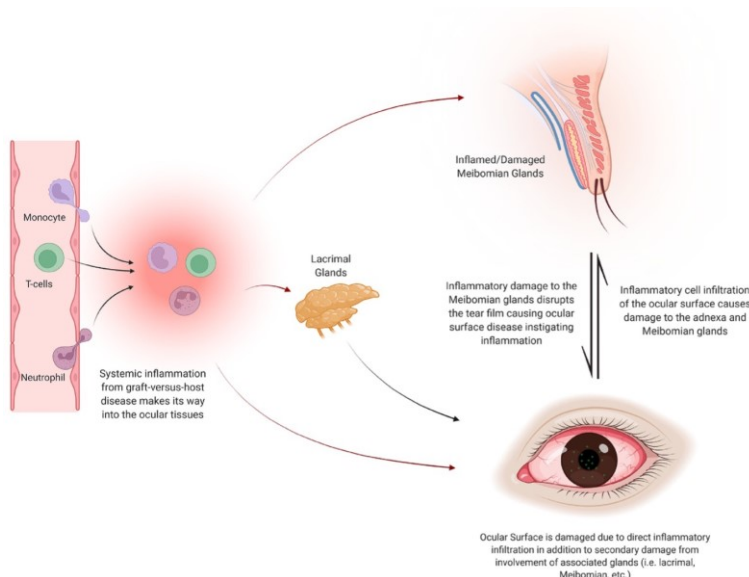 Monocyte
T-cells
Neutrophil
Systemic inflammation
from graft-versus-host
disease makes its way
into the ocular tissues
Lacrimal
Glands
Inflamed/Damaged
Meibomian Glands
Inflammatory damage to the
Meibomian glands disrupts
the tear film causing ocular
surface disease instigating
inflammation
Inflammatory cell infiltration
of the ocular surface causes
damage to the adnexa and
Meibomian glands
Ocular Surface is damaged due to direct inflammatory
infiltration in addition to secondary damage from
involvement of associated glands (i.e. lacrimal,
Meibomian, etc.)